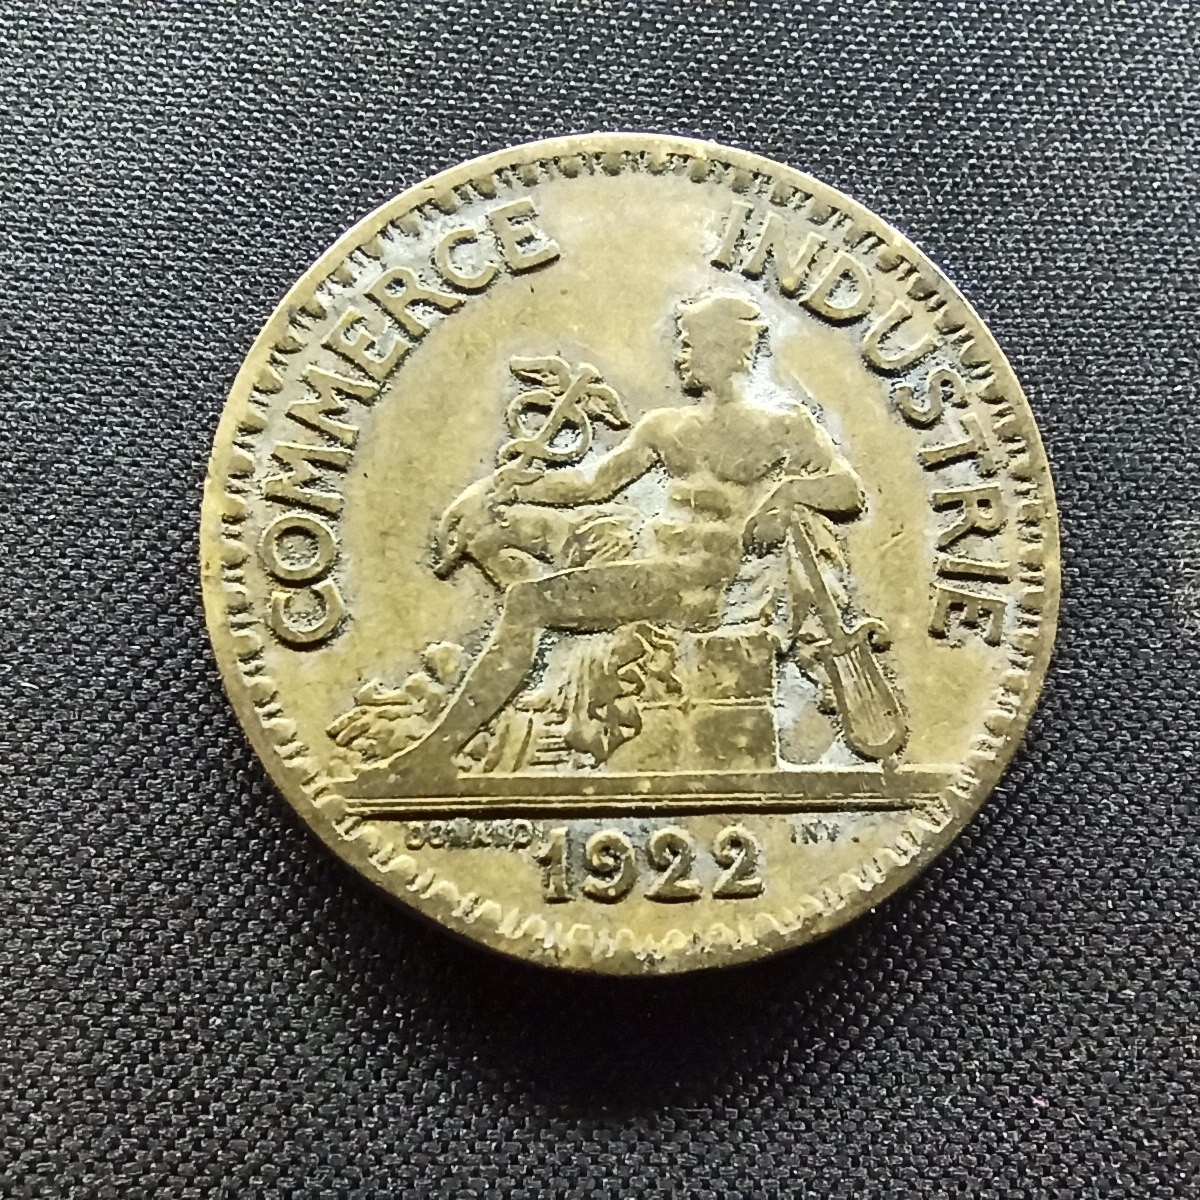 COMMERCE INDUSTRIE
1922
INV.